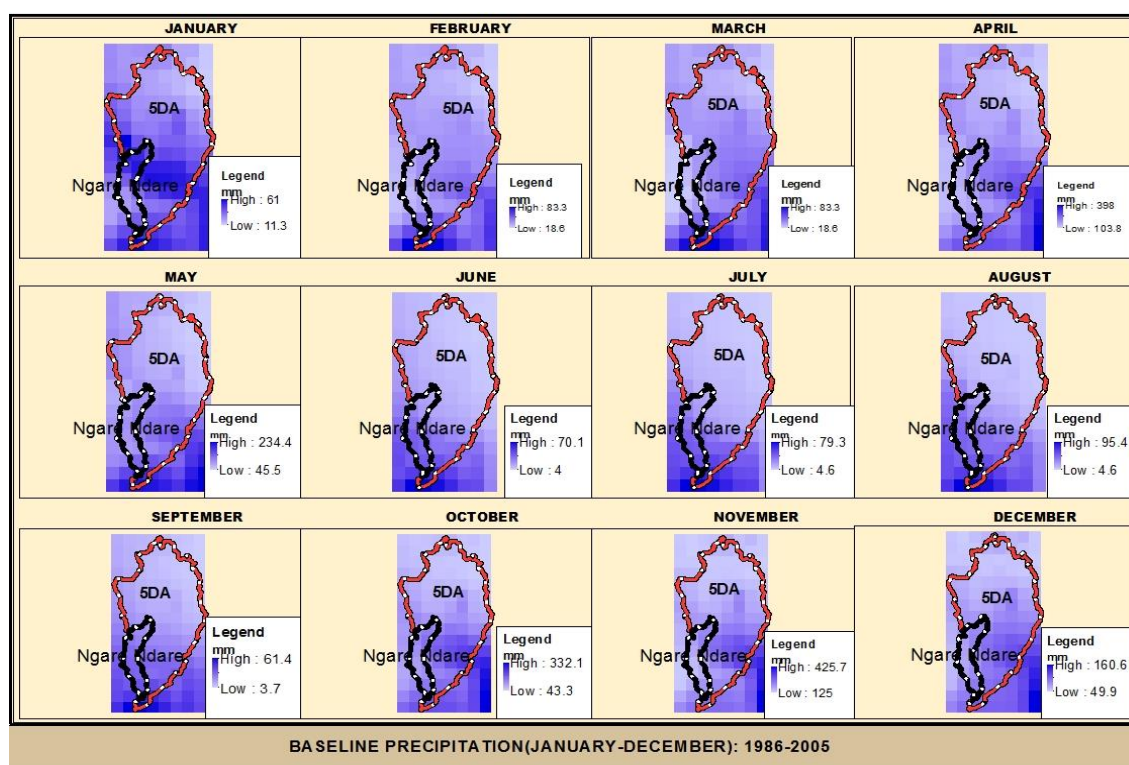 JANUARY
5DA
Ngare Ndare
Legend
mm
High : 61
Low : 11.3
FEBRUARY
5DA
Ngare Ndare
Legend
mm
High : 83.3
Low : 18.6
MARCH
5DA
Ngare Ndare
Legend
mm
High : 83.3
Low : 18.6
APRIL
5DA
Ngare Ndare
Legend
mm
High : 398
Low : 103.8
MAY
5DA
Ngare Ndare
Legend
mm
High : 234.4
Low : 45.5
JUNE
5DA
Ngare Ndare
Legend
mm
High : 70.1
Low : 4
JULY
5DA
Ngare Ndare
Legend
mm
High : 79.3
Low : 4.6
AUGUST
5DA
Ngare Ndare
Legend
mm
High : 95.4
Low : 4.6
SEPTEMBER
5DA
Ngare Ndare
Legend
mm
High : 61.4
Low : 3.7
OCTOBER
5DA
Ngare Ndare
Legend
mm
High : 332.1
Low : 43.3
NOVEMBER
5DA
Ngare Ndare
Legend
mm
High : 425.7
Low : 125
DECEMBER
5DA
Ngare Ndare
Legend
mm
High : 160.6
Low : 49.9
BASELINE PRECIPITATION(JANUARY-DECEMBER): 1986-2005